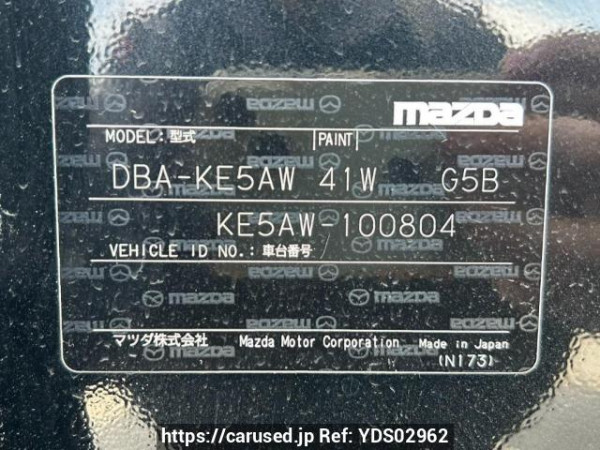 mazda
MODEL: 型式 PAINT
DBA-KE5AW 41W G5B
KE5AW-100804
VEHICLE ID NO.: 車台番号
マツダ株式会社 Mazda Motor Corporation Made in Japan
(N173)
https://carused.jp Ref: YDS02962